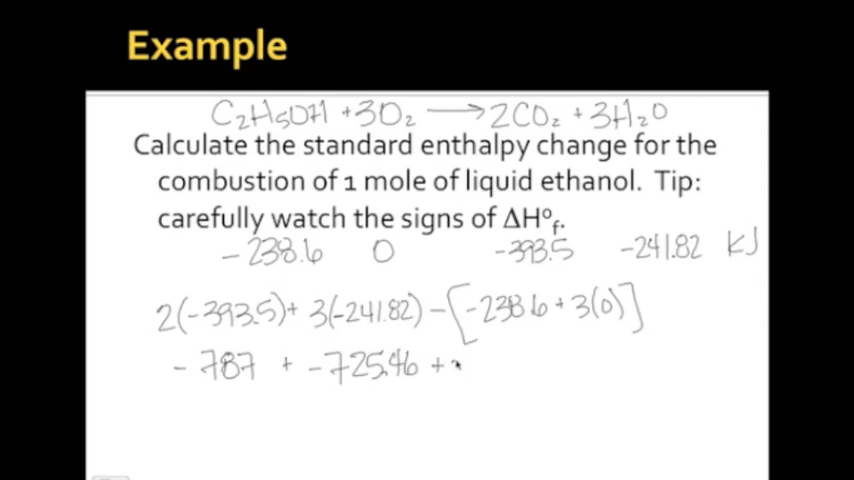 Example
C₂H₅OH + 3O₂ → 2CO₂ + 3H₂O
Calculate the standard enthalpy change for the
combustion of 1 mole of liquid ethanol. Tip:
carefully watch the signs of ΔHº_f.
-238.6 0 -393.5 -241.82 KJ
2(-393.5) + 3(-241.82) - [-238.6 + 3(0)]
-787 + -725.46 +